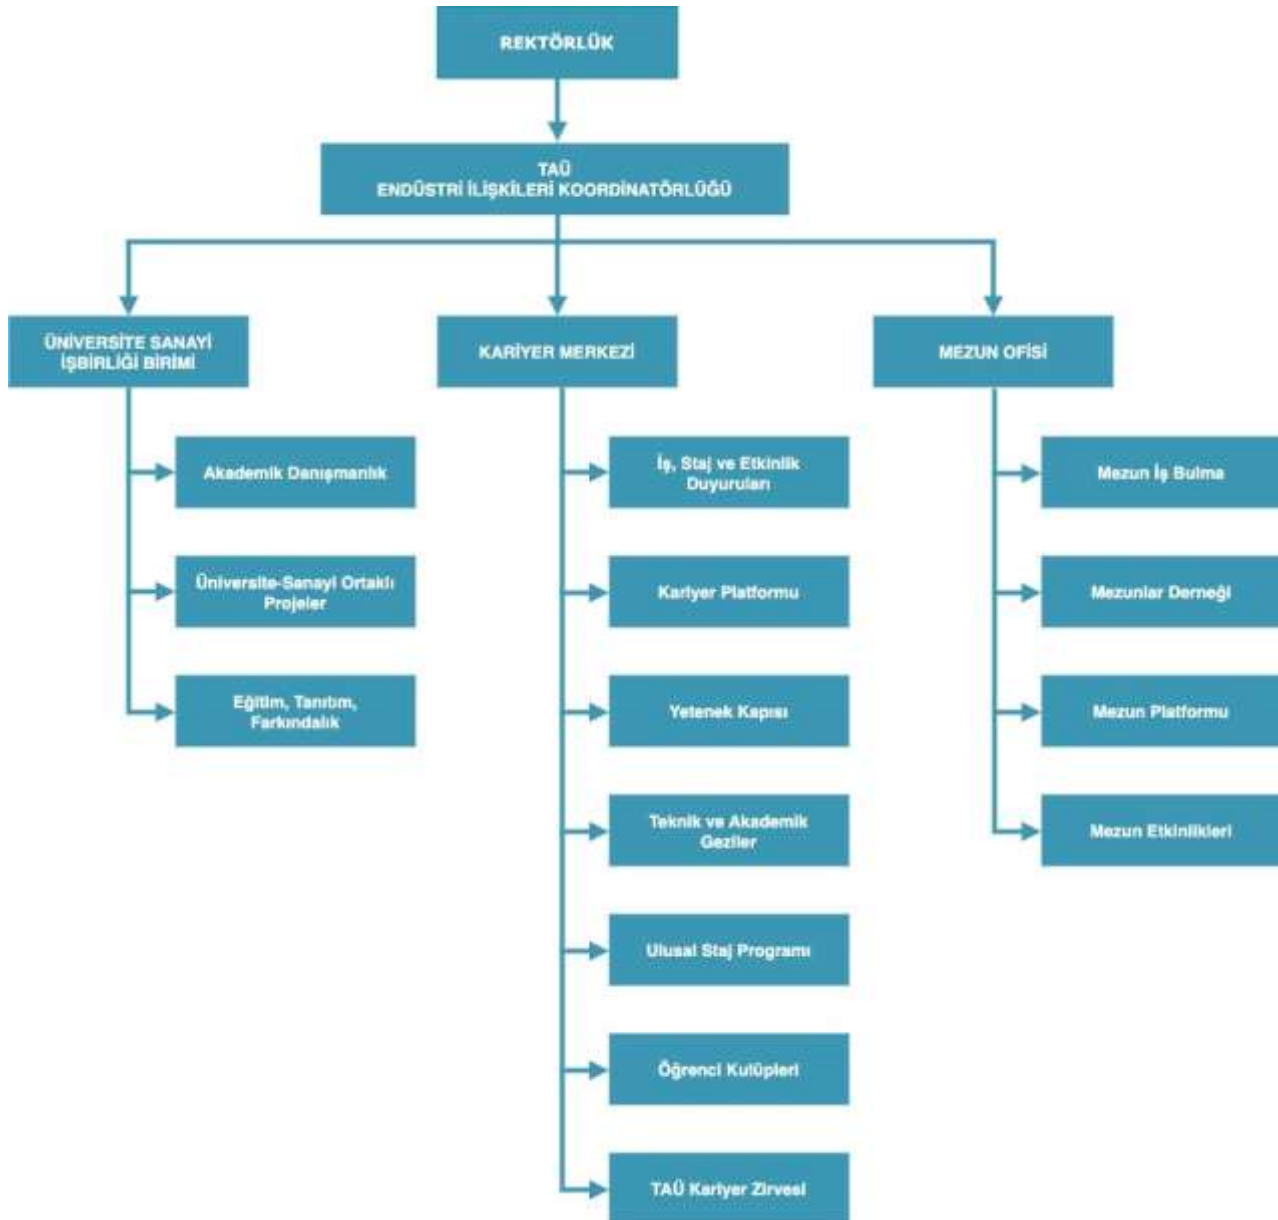 REKTÖRLÜK
TAÜ
ENDÜSTRİ İLİŞKİLERİ KOORDİNATÖRLÜĞÜ
ÜNİVERSİTE SANAYİ
İŞBİRLİĞİ BİRİMİ
Akademik Danışmanlık
Üniversite-Sanayi Ortaklı
Projeler
Eğitim, Tanıtım,
Farkındalık
KARİYER MERKEZİ
İş, Staj ve Etkinlik
Duyuruları
Kariyer Platformu
Yetenek Kapısı
Teknik ve Akademik
Geziler
Ulusal Staj Programı
Öğrenci Kulüpleri
TAÜ Kariyer Zirvesi
MEZUN OFİSİ
Mezun İş Bulma
Mezunlar Derneği
Mezun Platformu
Mezun Etkinlikleri